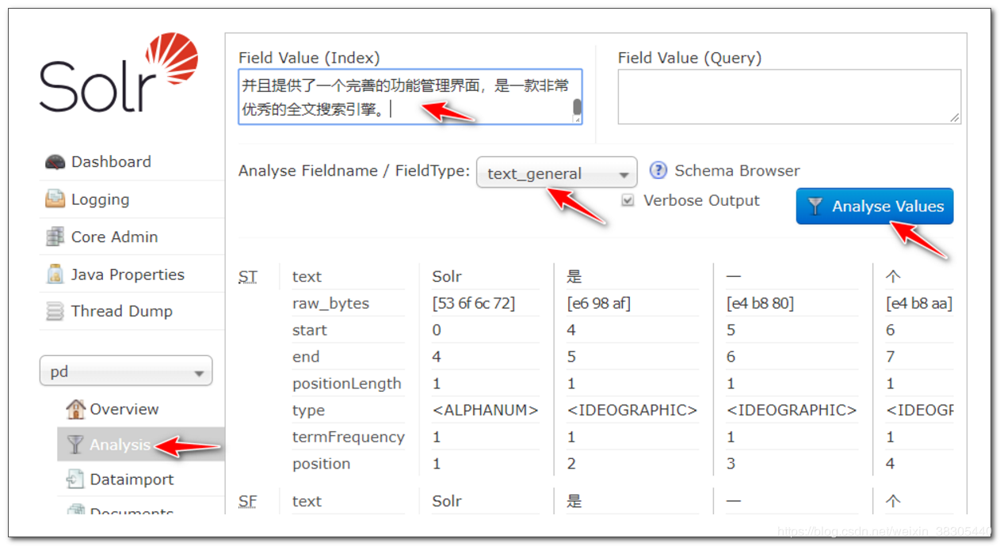 Solr
Dashboard
Logging
Core Admin
Java Properties
Thread Dump
pd
Overview
Analysis
Dataimport
Documents
Field Value (Index)
并且提供了一个完善的功能管理界面，是一款非常
优秀的全文搜索引擎。
Field Value (Query)
Analyse Fieldname / FieldType: text_general ? Schema Browser
Verbose Output
Analyse Values
ST text Solr 是 一 个
raw_bytes [53 6f 6c 72] [e6 98 af] [e4 b8 80] [e4 b8 aa]
start 0 4 5 6
end 4 5 6 7
positionLength 1 1 1 1
type <ALPHANUM> <IDEOGRAPHIC> <IDEOGRAPHIC> <IDEOGR
termFrequency 1 1 1 1
position 1 2 3 4
SF text Solr 是 一 个
https://blog.csdn.net/weixin_38305440